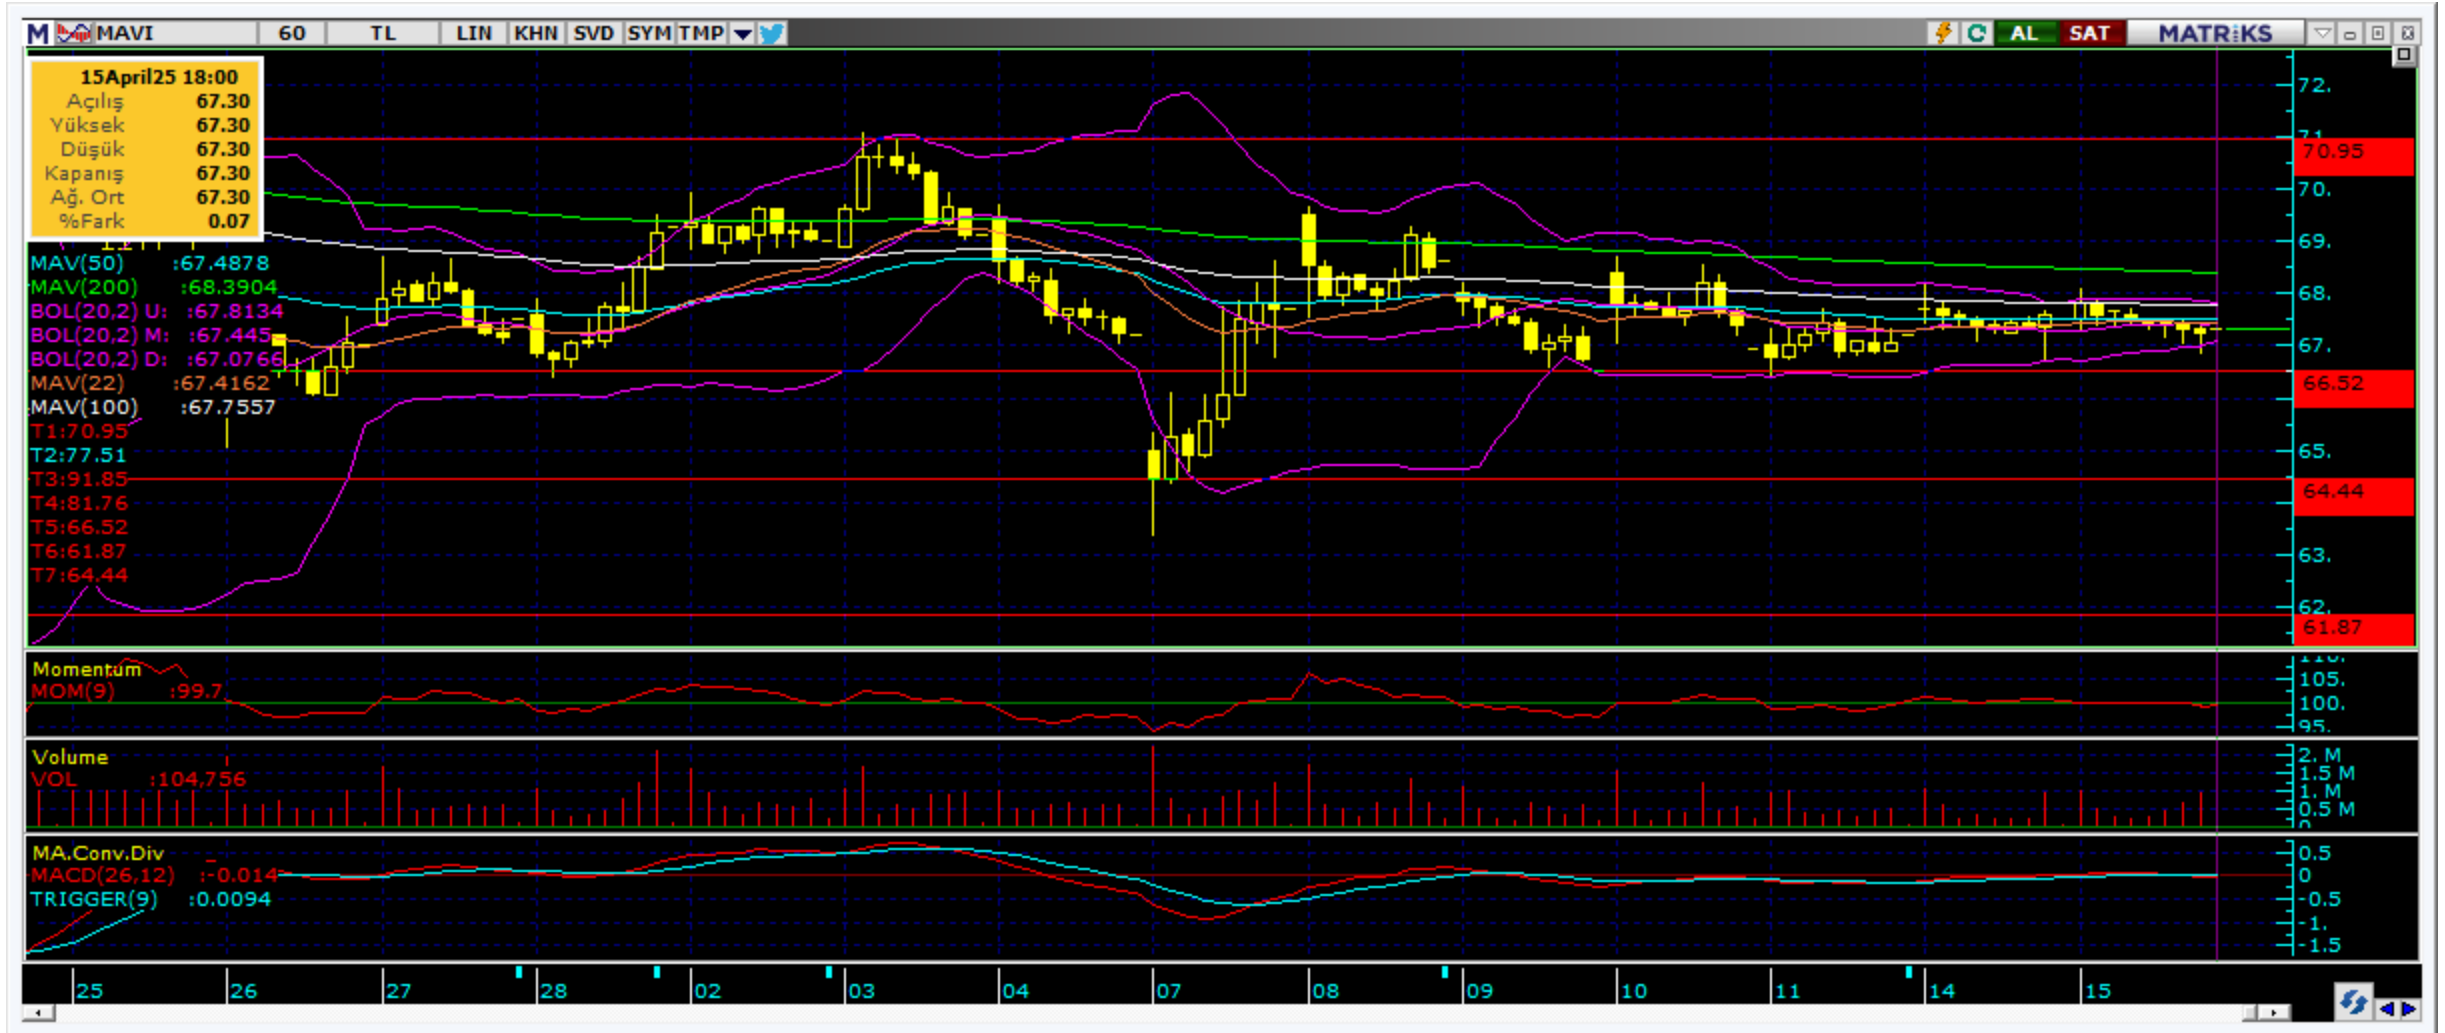 M MAVI 60 TL LIN KHN SVD SYM TMP AL SAT MATRiKS
15April25 18:00
Açılış 67.30
Yüksek 67.30
Düşük 67.30
Kapanış 67.30
Ağ. Ort 67.30
%Fark 0.07
MAV(50) :67.4878
MAV(200) :68.3904
BOL(20,2) U: :67.8134
BOL(20,2) M: :67.445
BOL(20,2) D: :67.0766
MAV(22) :67.4162
MAV(100) :67.7557
T1:70.95
T2:77.51
T3:91.85
T4:81.76
T5:66.52
T6:61.87
T7:64.44
72.
71.
70.95
70.
69.
68.
67.
66.52
65.
64.44
63.
62.
61.87
Momentum
MOM(9) :99.7
110.
105.
100.
95.
Volume
VOL :104,756
2. M
1.5 M
1. M
0.5 M
0
MA.Conv.Div
MACD(26,12) :-0.014
TRIGGER(9) :0.0094
0.5
0
-0.5
-1.
-1.5
25 26 27 28 02 03 04 07 08 09 10 11 14 15